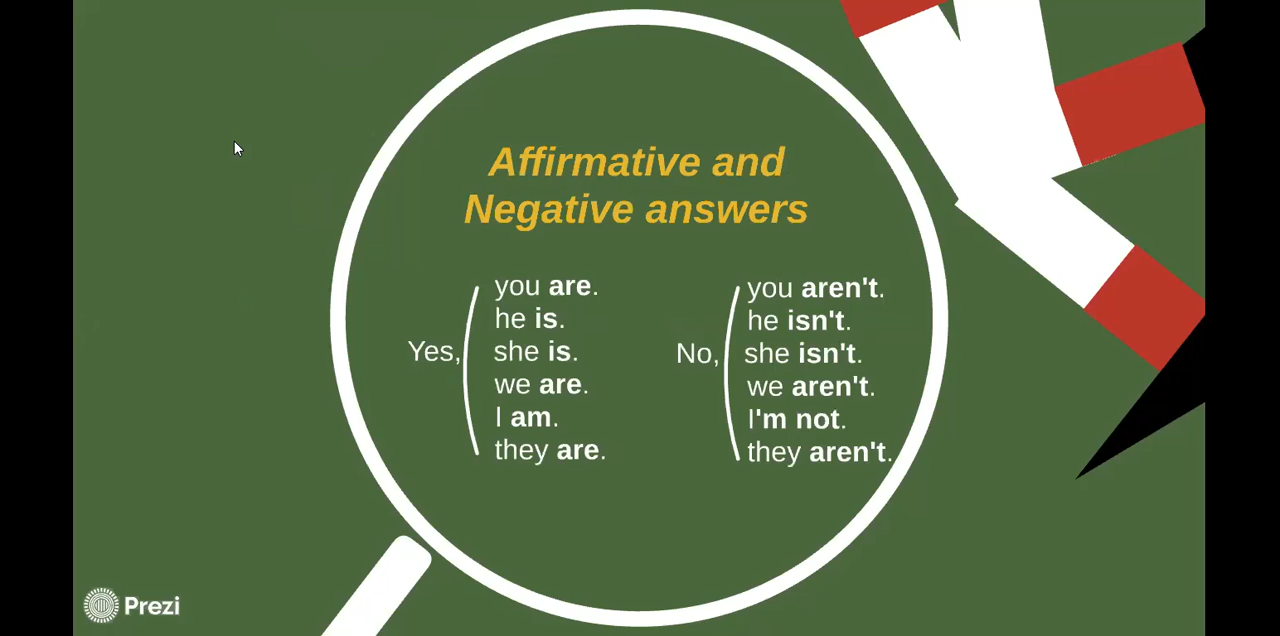 Affirmative and
Negative answers
Yes,
you are.
he is.
she is.
we are.
I am.
they are.
No,
you aren't.
he isn't.
she isn't.
we aren't.
I'm not.
they aren't.
Prezi